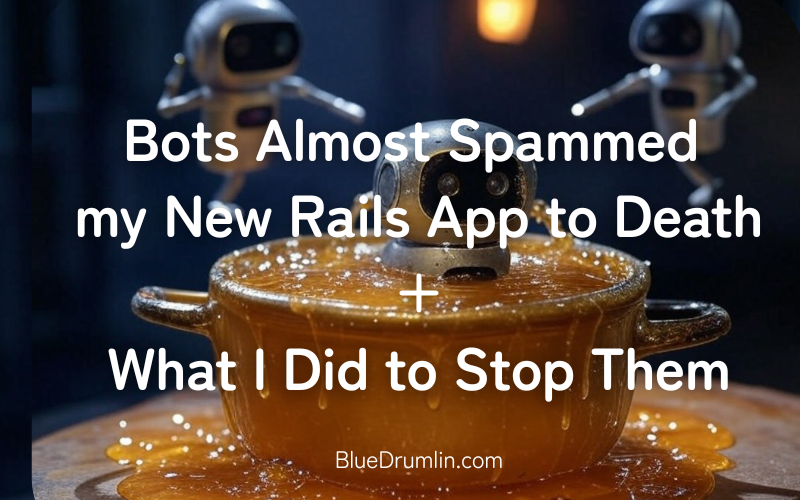 Bots Almost Spammed
my New Rails App to Death
+
What I Did to Stop Them
BlueDrumlin.com